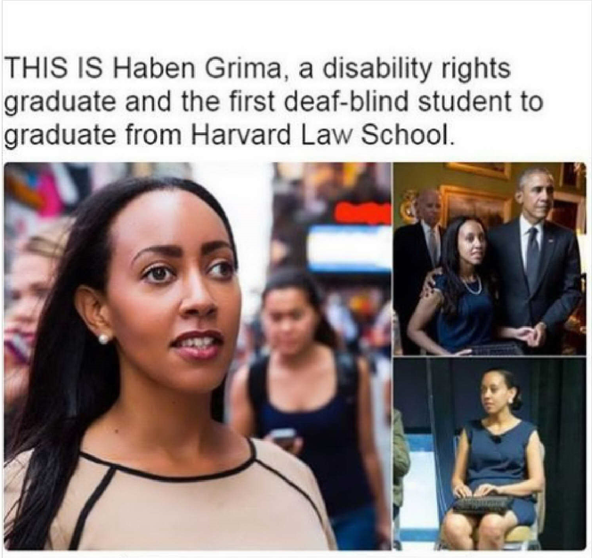 THIS IS Haben Grima, a disability rights
graduate and the first deaf-blind student to
graduate from Harvard Law School.